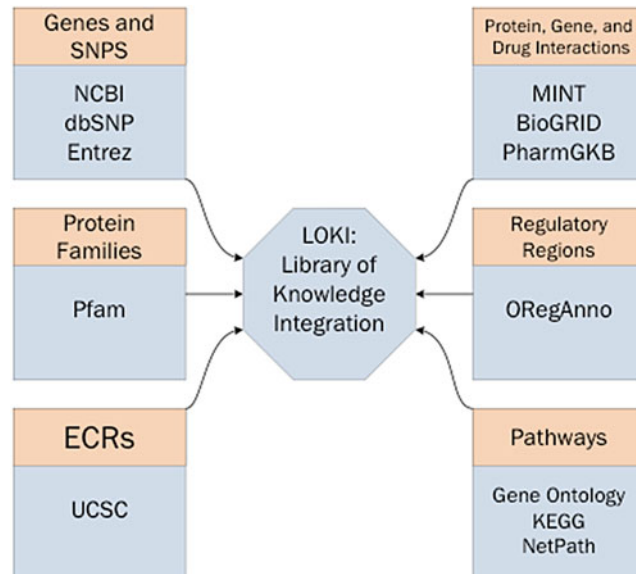 Genes and
SNPS
NCBI
dbSNP
Entrez
Protein
Families
Pfam
ECRs
UCSC
LOKI:
Library of
Knowledge
Integration
Protein, Gene, and
Drug Interactions
MINT
BioGRID
PharmGKB
Regulatory
Regions
ORegAnno
Pathways
Gene Ontology
KEGG
NetPath